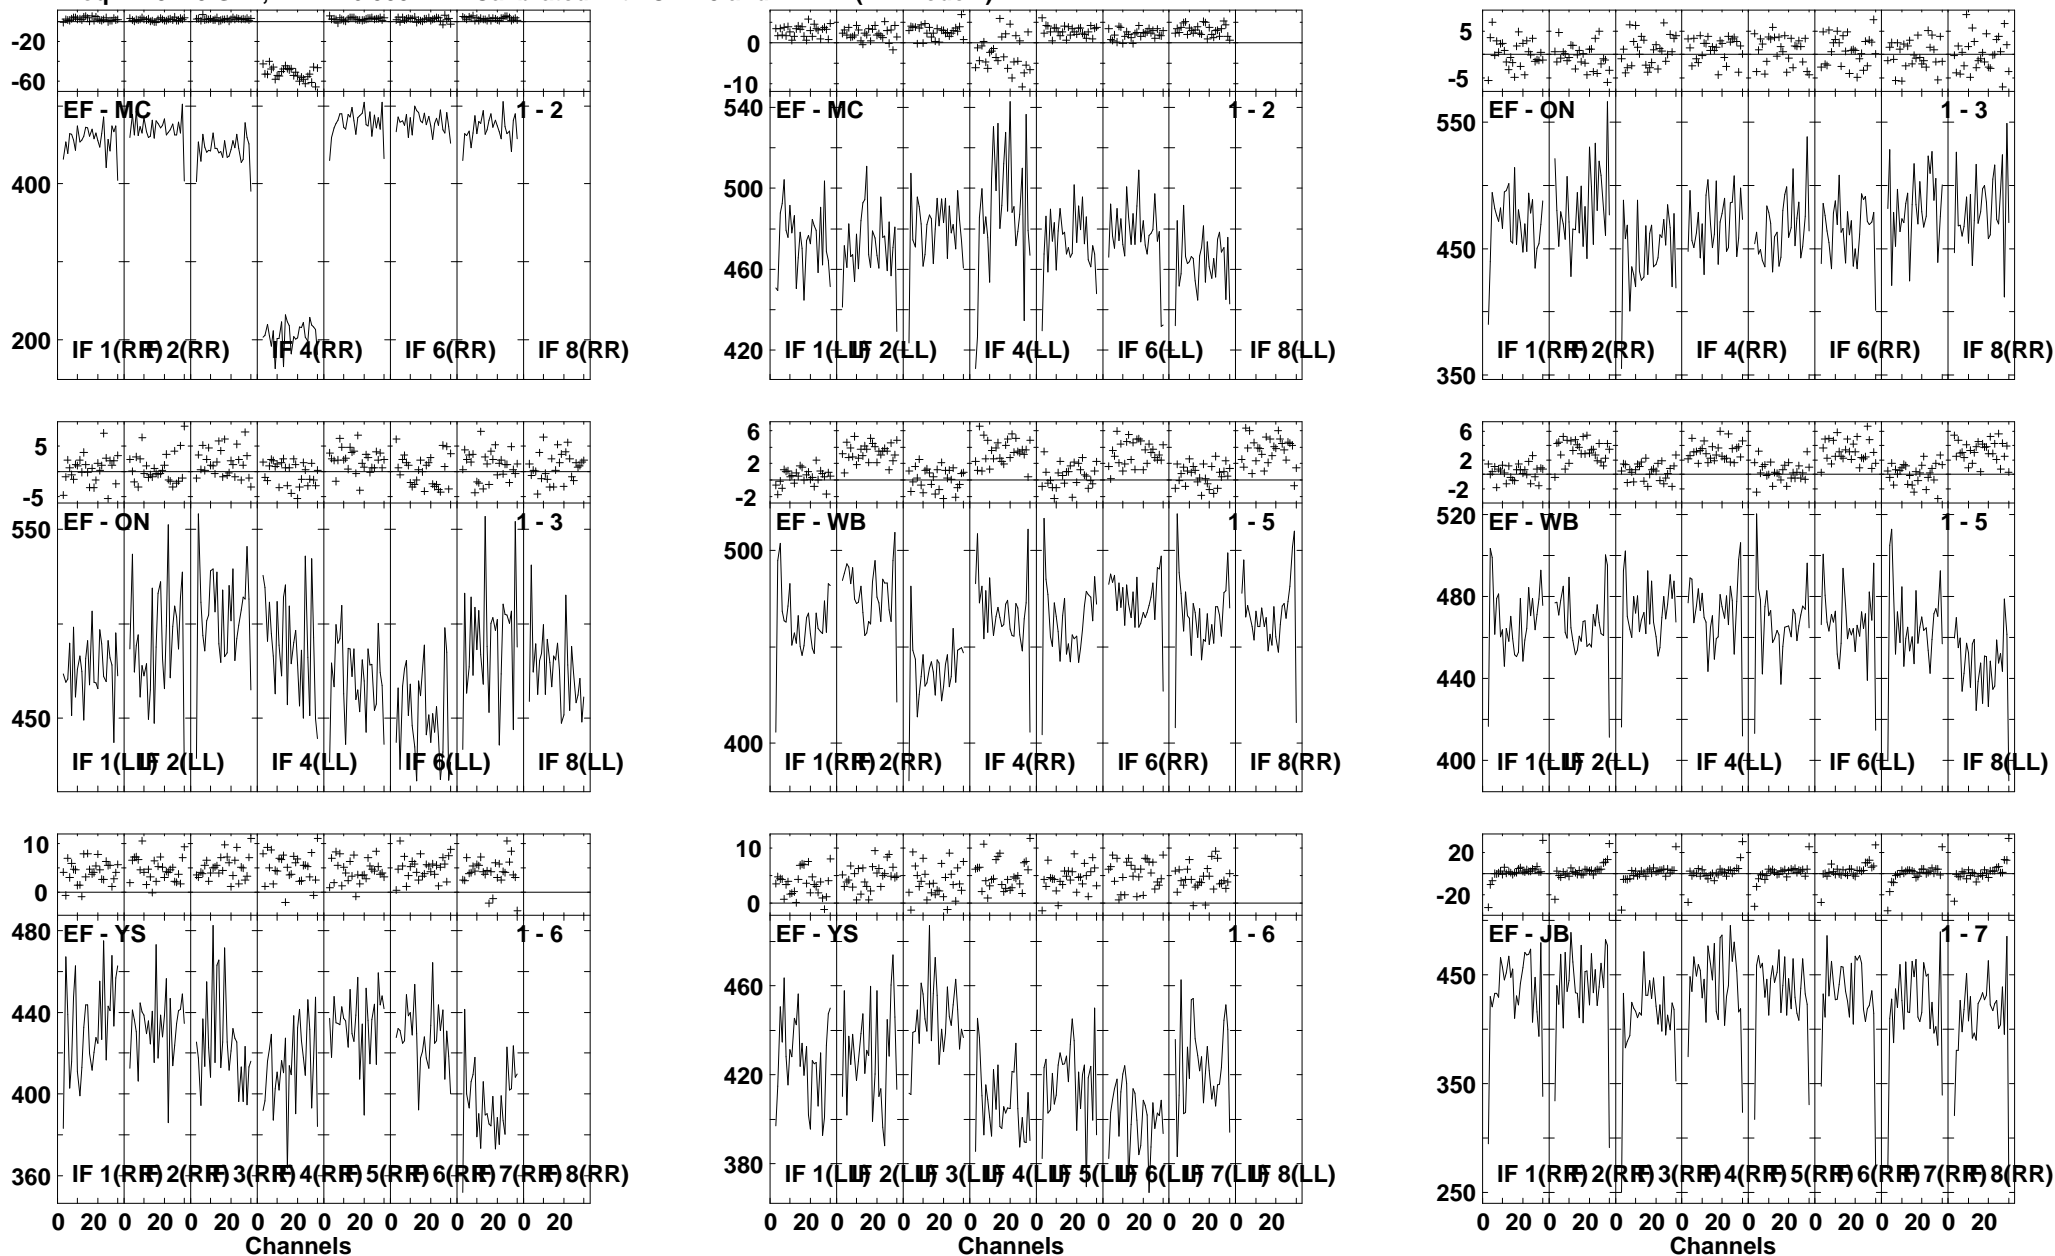 -20
-60
EF - MC 1 - 2
400
200
IF 1(RR) IF 2(RR) IF 4(RR) IF 6(RR) IF 8(RR)
0
-10
540
EF - MC 1 - 2
500
460
420
IF 1(LL) IF 2(LL) IF 4(LL) IF 6(LL) IF 8(LL)
5
-5
EF - ON 1 - 3
550
450
350
IF 1(RR) IF 2(RR) IF 4(RR) IF 6(RR) IF 8(RR)
5
-5
EF - ON 1 - 3
550
450
IF 1(LL) IF 2(LL) IF 4(LL) IF 6(LL) IF 8(LL)
6
2
-2
EF - WB 1 - 5
500
400
IF 1(RR) IF 2(RR) IF 4(RR) IF 6(RR) IF 8(RR)
6
2
-2
520
EF - WB 1 - 5
480
440
400
IF 1(LL) IF 2(LL) IF 4(LL) IF 6(LL) IF 8(LL)
10
0
480
EF - YS 1 - 6
440
400
360
IF 1(RR) IF 2(RR) IF 3(RR) IF 4(RR) IF 5(RR) IF 6(RR) IF 7(RR) IF 8(RR)
0 20 0 20 0 20 0 20 0 20 0 20 0 20 0 20
Channels
10
0
EF - YS 1 - 6
460
420
380
IF 1(LL) IF 2(LL) IF 3(LL) IF 4(LL) IF 5(LL) IF 6(LL) IF 7(LL) IF 8(LL)
0 20 0 20 0 20 0 20 0 20 0 20 0 20 0 20
Channels
20
-20
EF - JB 1 - 7
450
350
250
IF 1(RR) IF 2(RR) IF 3(RR) IF 4(RR) IF 5(RR) IF 6(RR) IF 7(RR) IF 8(RR)
0 20 0 20 0 20 0 20 0 20 0 20 0 20 0 20
Channels